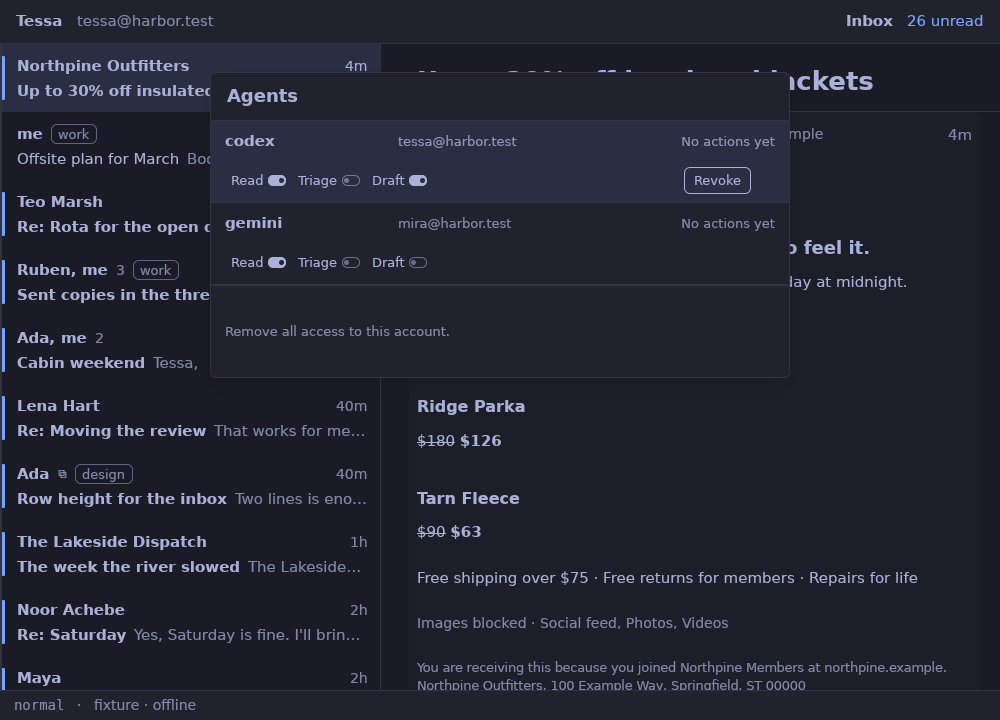 Tessa tessa@harbor.test Inbox 26 unread
Northpine Outfitters 4m
Up to 30% off insulated
me work
Offsite plan for March
Teo Marsh
Re: Rota for the open
Ruben, me 3 work
Sent copies in the
Ada, me 2
Cabin weekend Tessa,
Lena Hart 40m
Re: Moving the review That works for me…
Ada design 40m
Row height for the inbox Two lines is eno…
The Lakeside Dispatch 1h
The week the river slowed The Lakeside…
Noor Achebe 2h
Re: Saturday Yes, Saturday is fine. I'll brin…
Maya 2h
Agents
codex tessa@harbor.test No actions yet
Read Triage Draft Revoke
gemini mira@harbor.test No actions yet
Read Triage Draft
Remove all access to this account.
4m
feel it.
at midnight.
Ridge Parka
$180 $126
Tarn Fleece
$90 $63
Free shipping over $75 · Free returns for members · Repairs for life
Images blocked · Social feed, Photos, Videos
You are receiving this because you joined Northpine Members at northpine.example.
Northpine Outfitters, 100 Example Way, Springfield, ST 00000
normal · fixture · offline